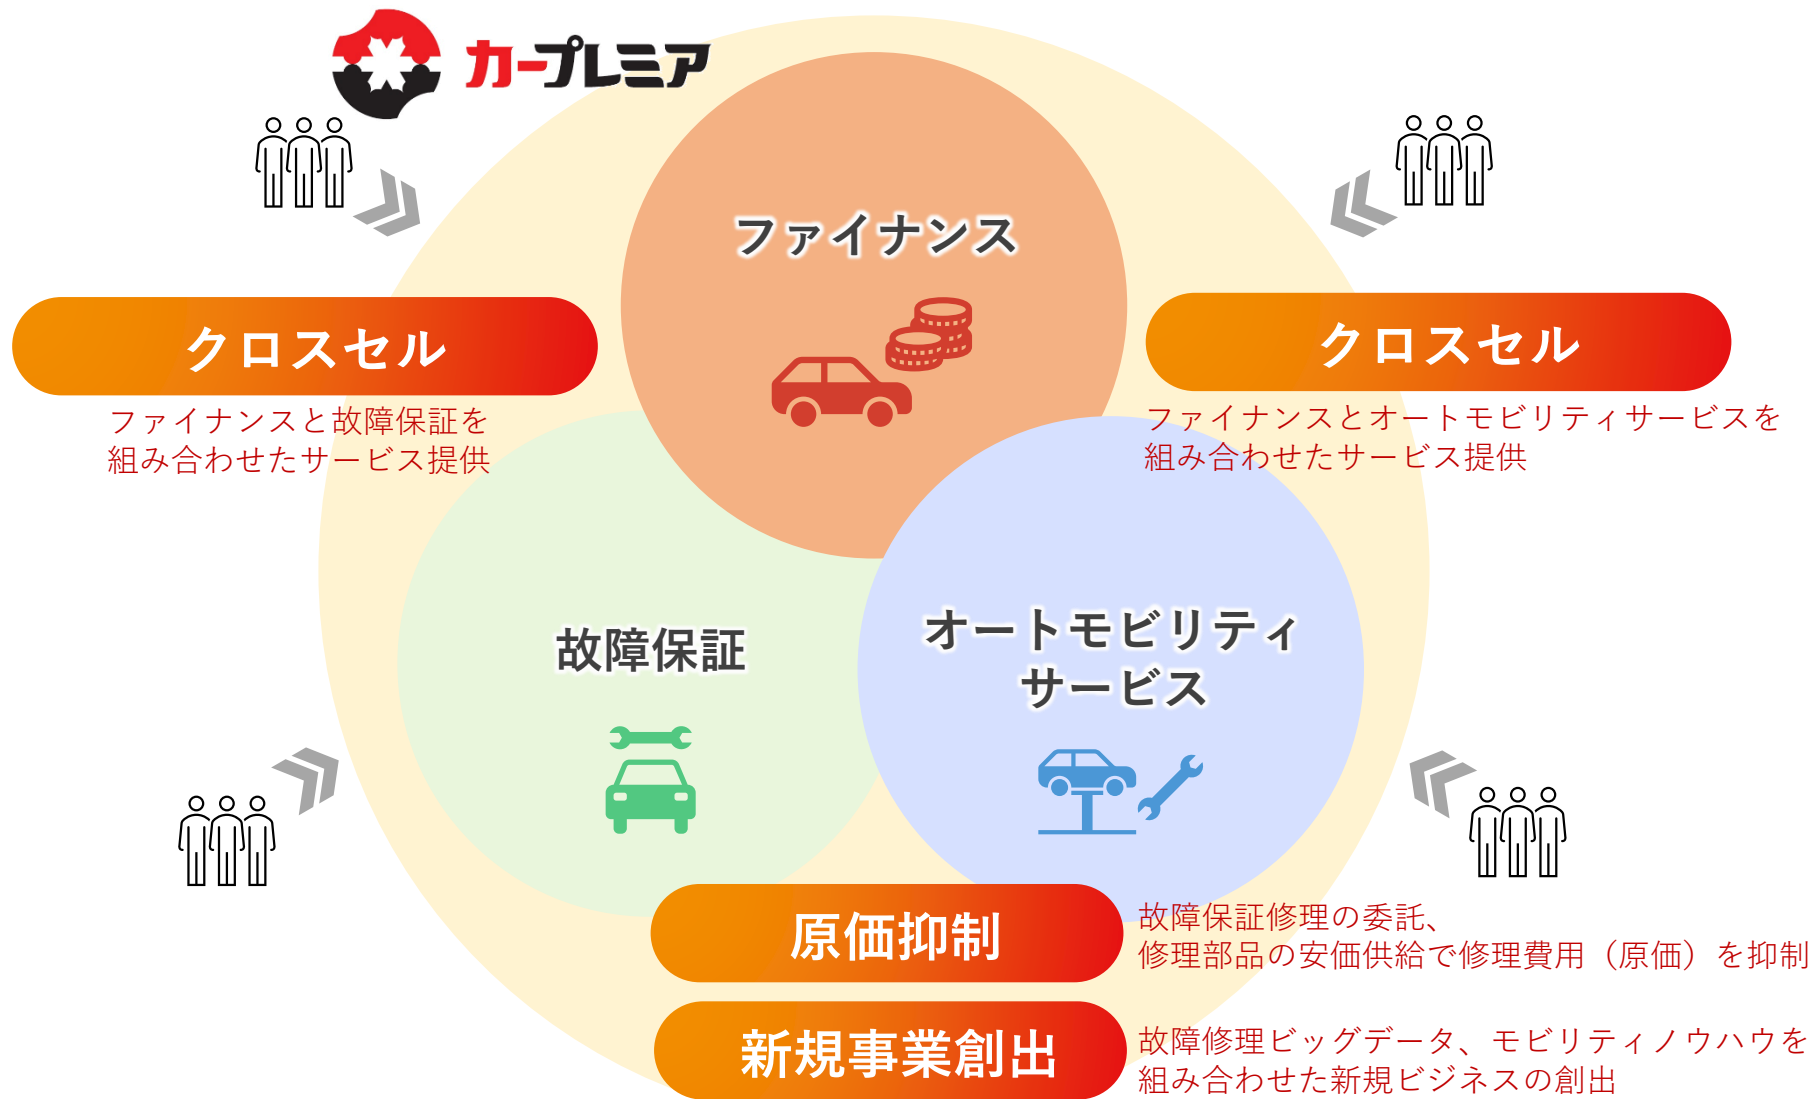 カープレミア
ファイナンス
クロスセル
ファイナンスと故障保証を
組み合わせたサービス提供
クロスセル
ファイナンスとオートモビリティサービスを
組み合わせたサービス提供
故障保証
オートモビリティ
サービス
原価抑制
故障保証修理の委託、
修理部品の安価供給で修理費用（原価）を抑制
新規事業創出
故障修理ビッグデータ、モビリティノウハウを
組み合わせた新規ビジネスの創出